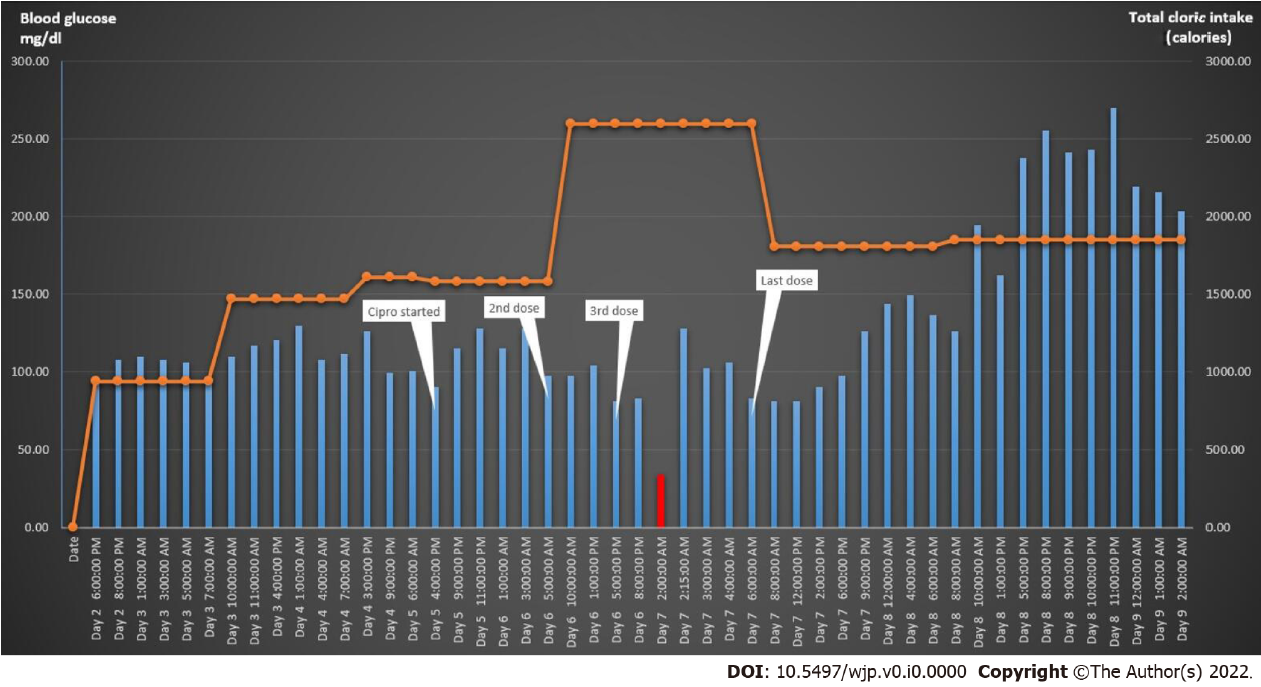 Blood glucose
mg/dl
Total cloric intake
(calories)
300.00
250.00
200.00
150.00
100.00
50.00
0.00
3000.00
2500.00
2000.00
1500.00
1000.00
500.00
0.00
Cipro started
2nd dose
3rd dose
Last dose
Date
Day 2 6:00:00 PM
Day 2 8:00:00 PM
Day 3 1:00:00 AM
Day 3 3:00:00 AM
Day 3 5:00:00 AM
Day 3 7:00:00 AM
Day 3 10:00:00 AM
Day 3 11:00:00 AM
Day 3 4:00:00 PM
Day 4 1:00:00 AM
Day 4 4:00:00 AM
Day 4 7:00:00 AM
Day 4 3:00:00 PM
Day 4 9:00:00 PM
Day 5 6:00:00 AM
Day 5 4:00:00 PM
Day 5 9:00:00 PM
Day 5 11:00:00 PM
Day 6 1:00:00 AM
Day 6 3:00:00 AM
Day 6 5:00:00 AM
Day 6 10:00:00 AM
Day 6 1:00:00 PM
Day 6 5:00:00 PM
Day 6 8:00:00 PM
Day 7 2:00:00 AM
Day 7 2:15:00 AM
Day 7 3:00:00 AM
Day 7 4:00:00 AM
Day 7 6:00:00 AM
Day 7 8:00:00 AM
Day 7 12:00:00 PM
Day 7 2:00:00 PM
Day 7 6:00:00 PM
Day 7 9:00:00 PM
Day 8 12:00:00 AM
Day 8 4:00:00 AM
Day 8 6:00:00 AM
Day 8 8:00:00 AM
Day 8 10:00:00 AM
Day 8 1:00:00 PM
Day 8 5:00:00 PM
Day 8 8:00:00 PM
Day 8 9:00:00 PM
Day 8 10:00:00 PM
Day 8 11:00:00 PM
Day 9 12:00:00 AM
Day 9 1:00:00 AM
Day 9 2:00:00 AM
DOI: 10.5497/wjp.v0.i0.0000 Copyright ©The Author(s) 2022.